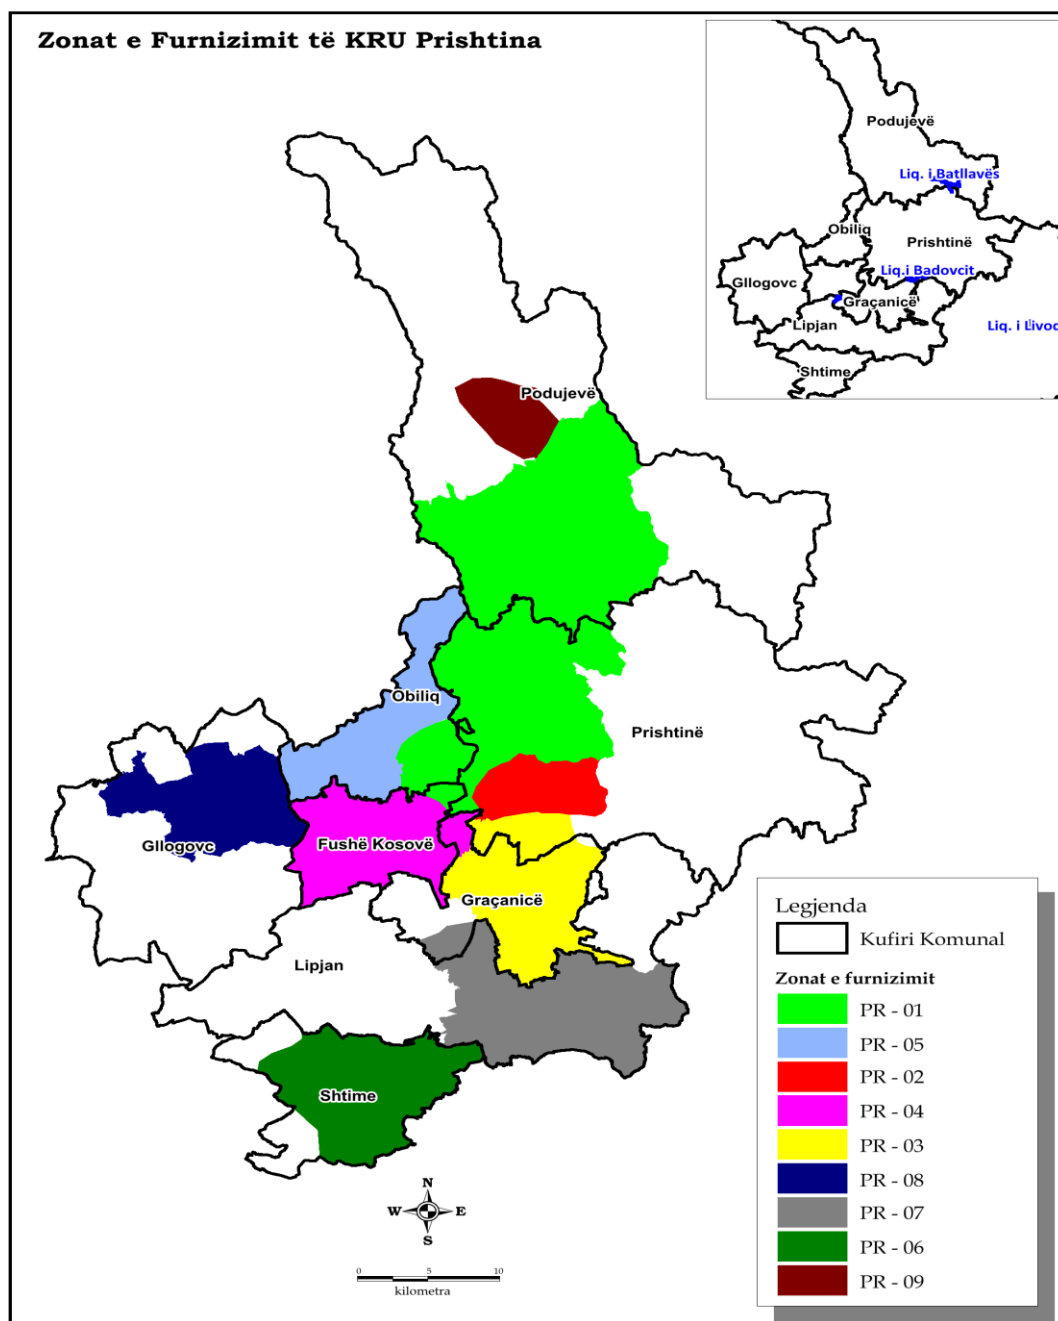 Zonat e Furnizimit të KRU Prishtina
Podujevë
Liq. i Batllavës
Obiliq
Prishtinë
Liq.i Badovcit
Gllogovc
Graçanicë
Lipjan
Liq. i Livoq
Shtime
Podujevë
Obiliq
Prishtinë
Gllogovc
Fushë Kosovë
Graçanicë
Lipjan
Shtime
Legjenda
Kufiri Komunal
Zonat e furnizimit
PR - 01
PR - 05
PR - 02
PR - 04
PR - 03
PR - 08
PR - 07
PR - 06
PR - 09
N
W E
S
0 5 10
kilometra